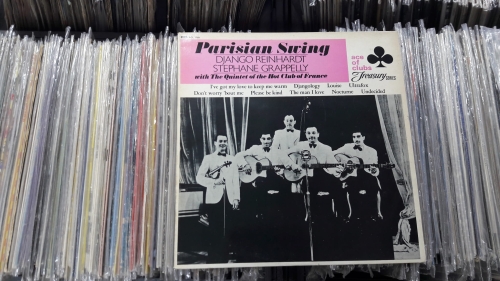 Parisian Swing
DJANGO REINHARDT
STEPHANE GRAPPELLY
with The Quintet of the Hot Club of France
ace of clubs
Treasury SERIES
I've got my love to keep me warm Djangology Louise Ultrafox
Don't worry 'bout me Please be kind The man I love Nocturne Undecided